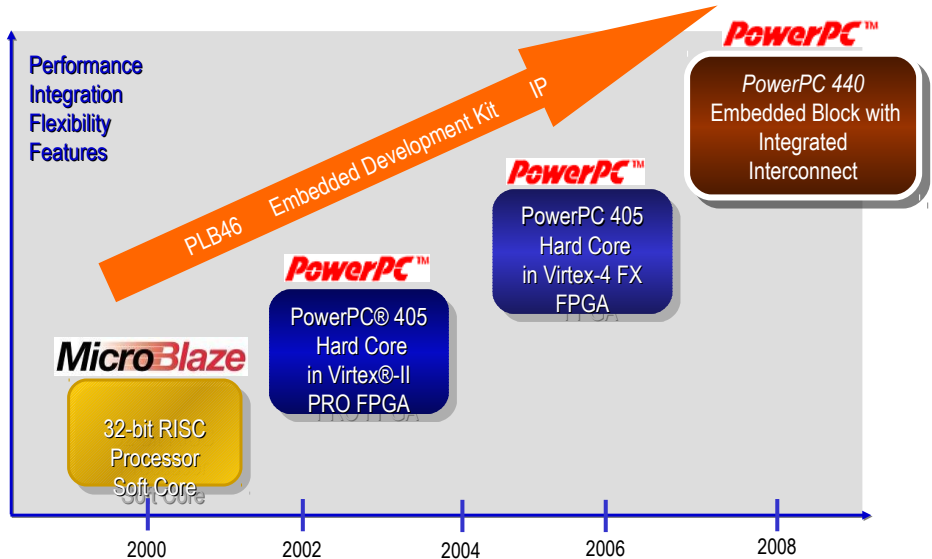 Performance
Integration
Flexibility
Features
PLB46 Embedded Development Kit IP
PowerPC™
PowerPC 440
Embedded Block with
Integrated
Interconnect
PowerPC™
PowerPC 405
Hard Core
in Virtex-4 FX
FPGA
PowerPC™
PowerPC® 405
Hard Core
in Virtex®-II
PRO FPGA
MicroBlaze
32-bit RISC
Processor
Soft Core
2000 2002 2004 2006 2008